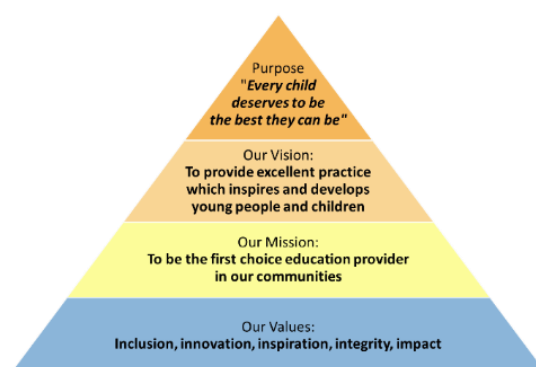 Purpose
"Every child
deserves to be
the best they can be"
Our Vision:
To provide excellent practice
which inspires and develops
young people and children
Our Mission:
To be the first choice education provider
in our communities
Our Values:
Inclusion, innovation, inspiration, integrity, impact